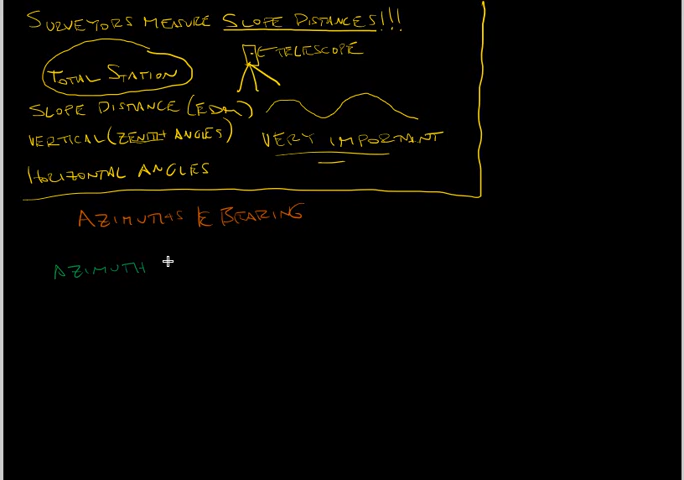 SURVEYORS MEASURE SLOPE DISTANCES!!!
TELESCOPE
TOTAL STATION
SLOPE DISTANCE (EDM)
VERTICAL (ZENITH ANGLES)
VERY IMPORTANT
HORIZONTAL ANGLES
AZIMUTHS & BEARING
AZIMUTH